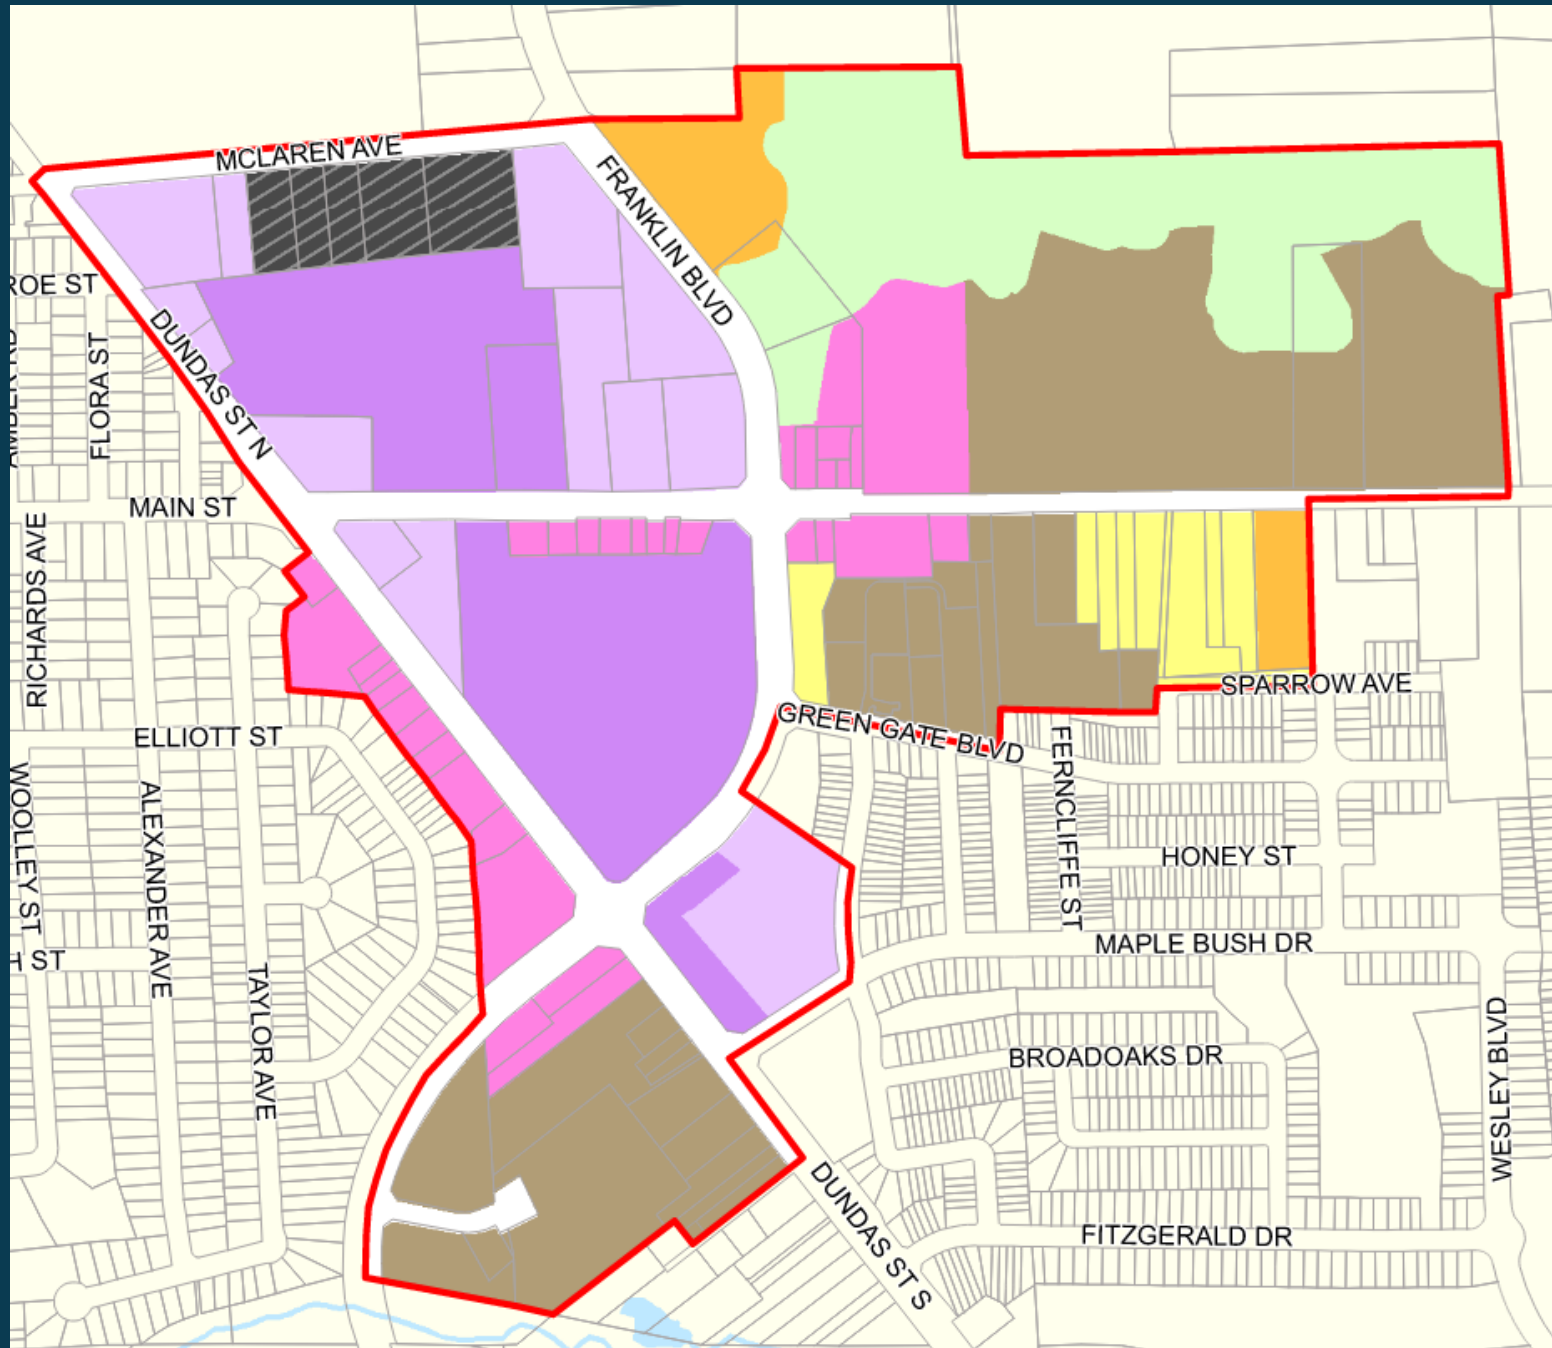 MCLAREN AVE
FRANKLIN BLVD
ROE ST
FLORA ST
DUNDAS ST N
MAIN ST
RICHARDS AVE
SPARROW AVE
GREEN GATE BLVD
ELLIOTT ST
FERNCLIFFE ST
WOOLLEY ST
ALEXANDER AVE
HONEY ST
MAPLE BUSH DR
ST
TAYLOR AVE
BROADOAKS DR
WESLEY BLVD
DUNDAS ST S
FITZGERALD DR